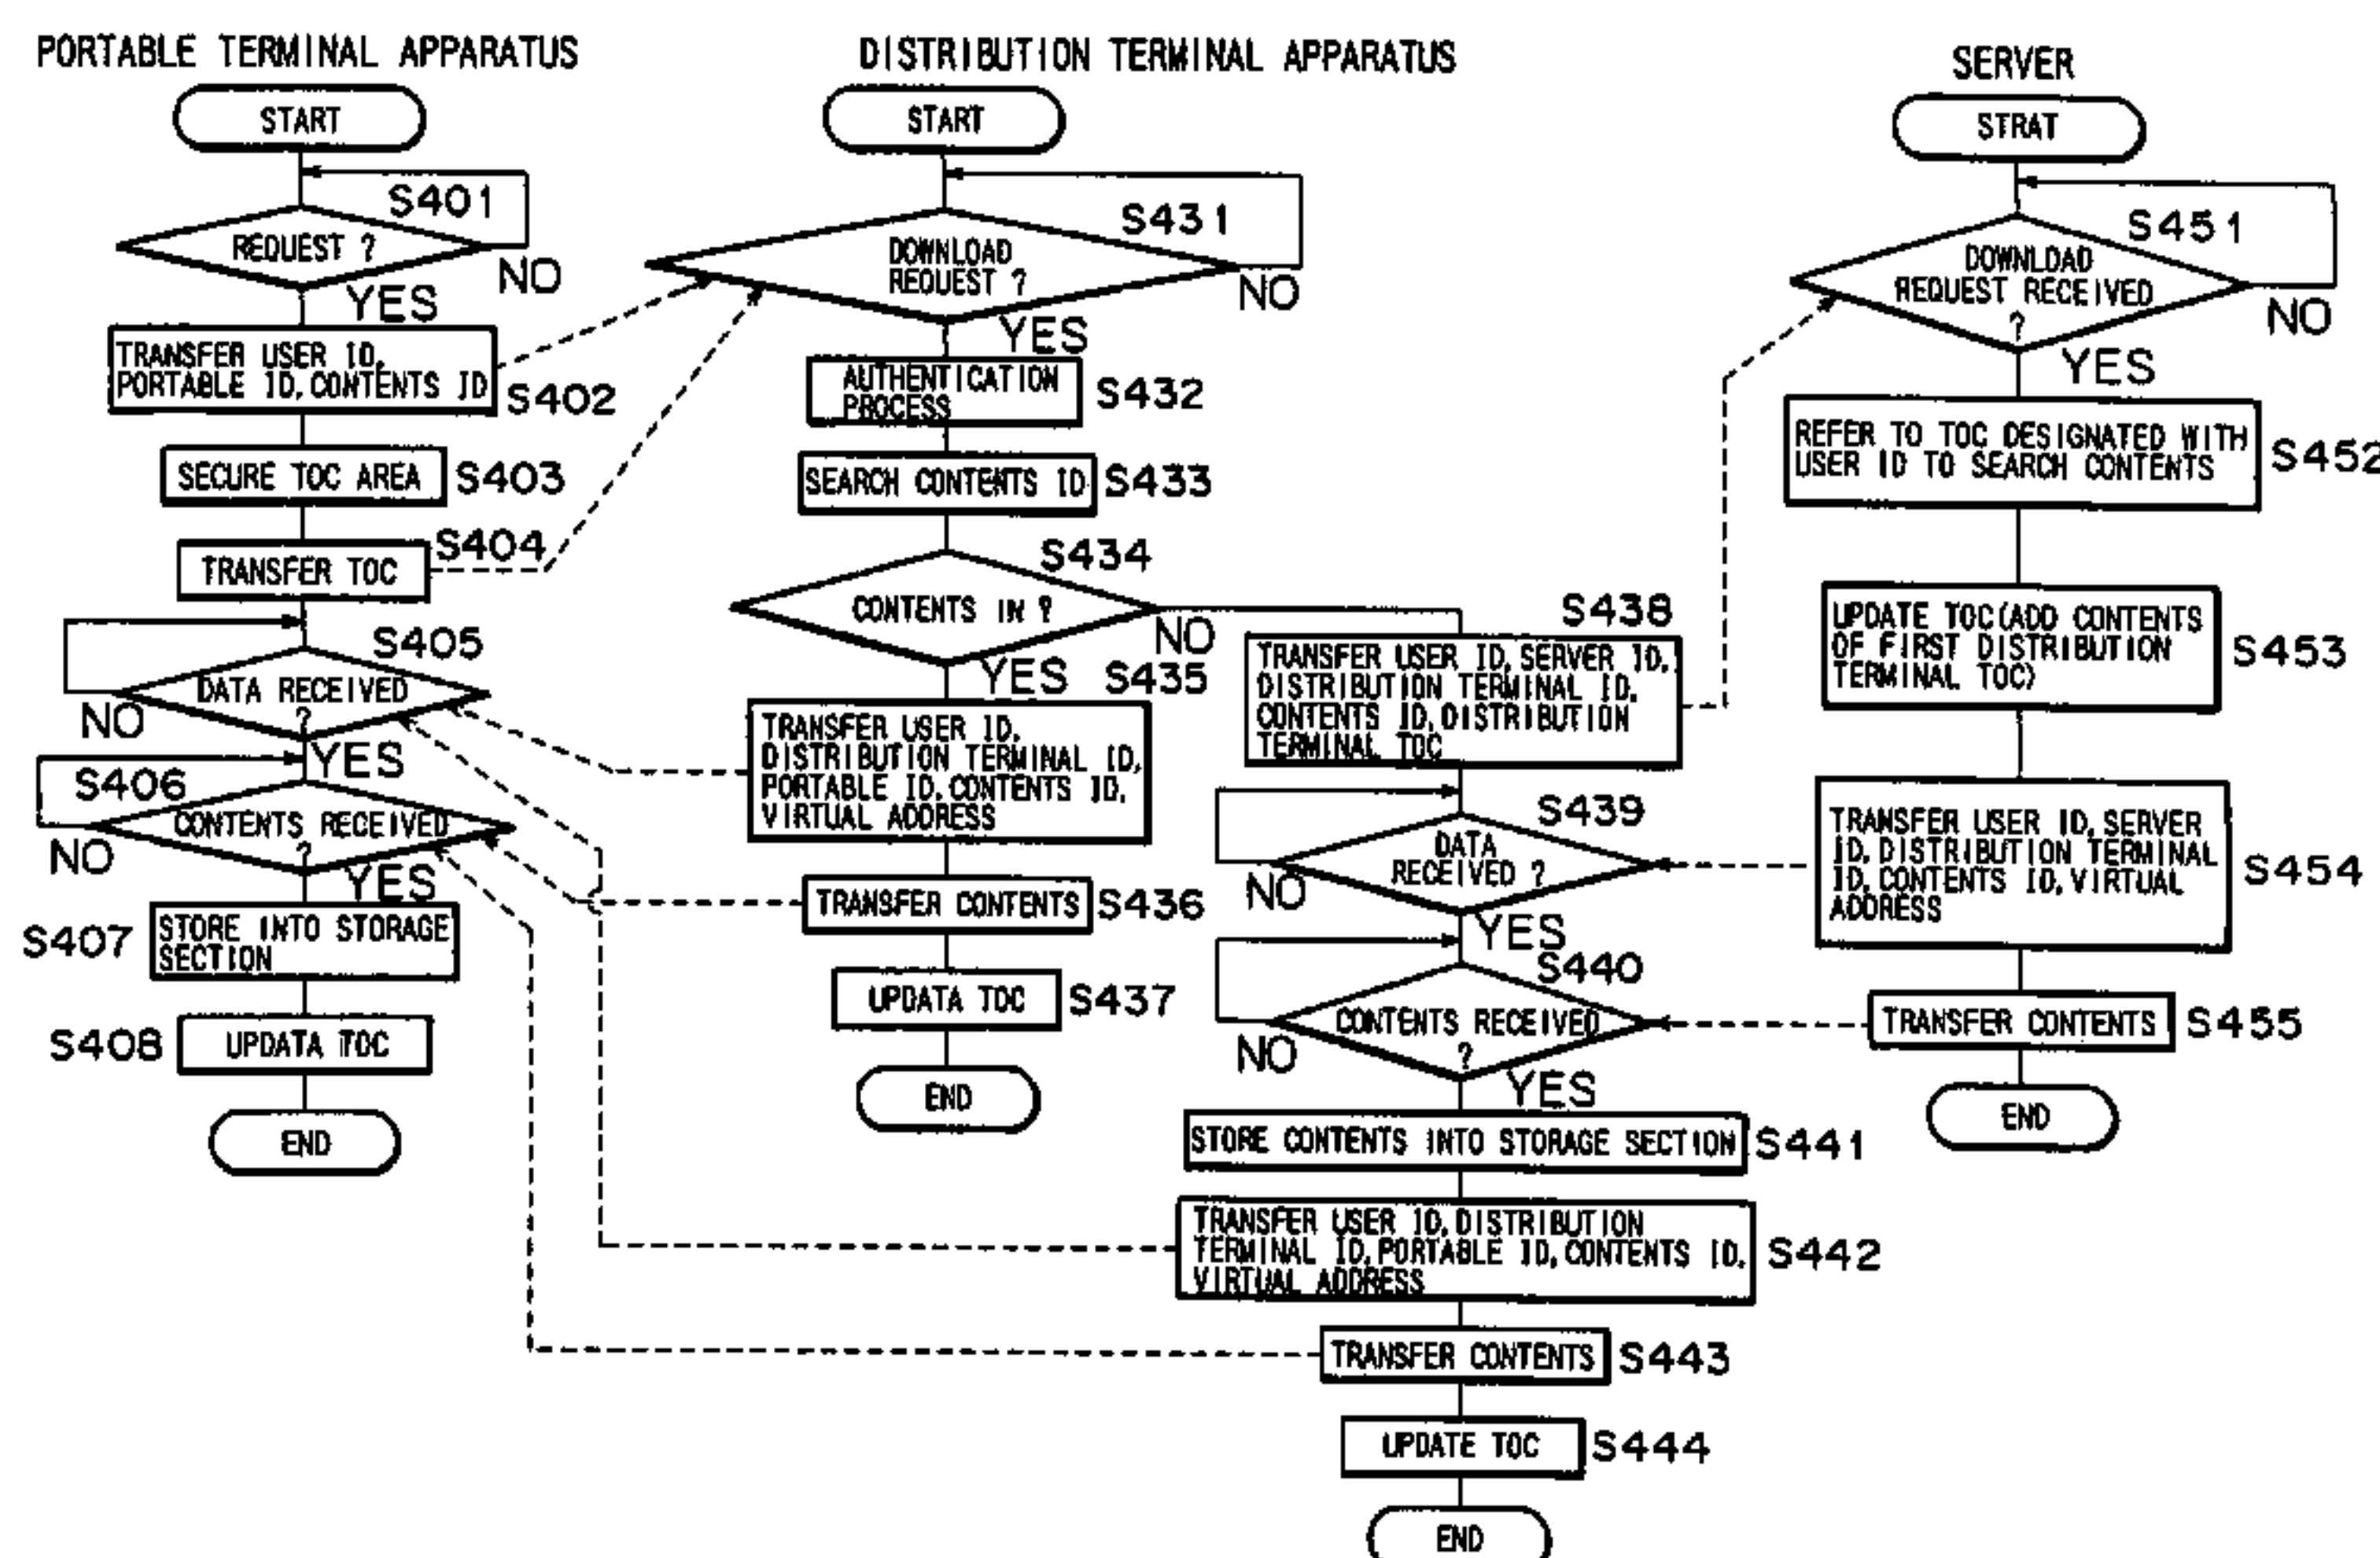 PORTABLE TERMINAL APPARATUS
START
S401
REQUEST ?
NO
YES
TRANSFER USER ID,
PORTABLE ID, CONTENTS ID
S402
SECURE TOC AREA
S403
TRANSFER TOC
S404
S405
DATA RECEIVED
?
NO
YES
S406
CONTENTS RECEIVED
?
NO
YES
S407
STORE INTO STORAGE
SECTION
S408
UPDATA TOC
END
DISTRIBUTION TERMINAL APPARATUS
START
S431
DOWNLOAD
REQUEST ?
NO
YES
AUTHENTICATION
PROCESS
S432
SEARCH CONTENTS ID
S433
S434
CONTENTS IN ?
NO
YES
S435
TRANSFER USER ID,
DISTRIBUTION TERMINAL ID,
PORTABLE ID, CONTENTS ID,
VIRTUAL ADDRESS
TRANSFER CONTENTS
S436
UPDATA TOC
S437
END
S438
TRANSFER USER ID, SERVER ID,
DISTRIBUTION TERMINAL ID,
CONTENTS ID, DISTRIBUTION
TERMINAL TOC
S439
DATA
RECEIVED ?
NO
YES
S440
CONTENTS RECEIVED
?
NO
YES
STORE CONTENTS INTO STORAGE SECTION
S441
TRANSFER USER ID, DISTRIBUTION
TERMINAL ID, PORTABLE ID, CONTENTS ID,
VIRTUAL ADDRESS
S442
TRANSFER CONTENTS
S443
UPDATE TOC
S444
END
SERVER
STRAT
S451
DOWNLOAD
REQUEST RECEIVED
?
NO
YES
REFER TO TOC DESIGNATED WITH
USER ID TO SEARCH CONTENTS
S452
UPDATE TOC(ADD CONTENTS
OF FIRST DISTRIBUTION
TERMINAL TOC)
S453
TRANSFER USER ID, SERVER
ID, DISTRIBUTION TERMINAL
ID, CONTENTS ID, VIRTUAL
ADDRESS
S454
TRANSFER CONTENTS
S455
END